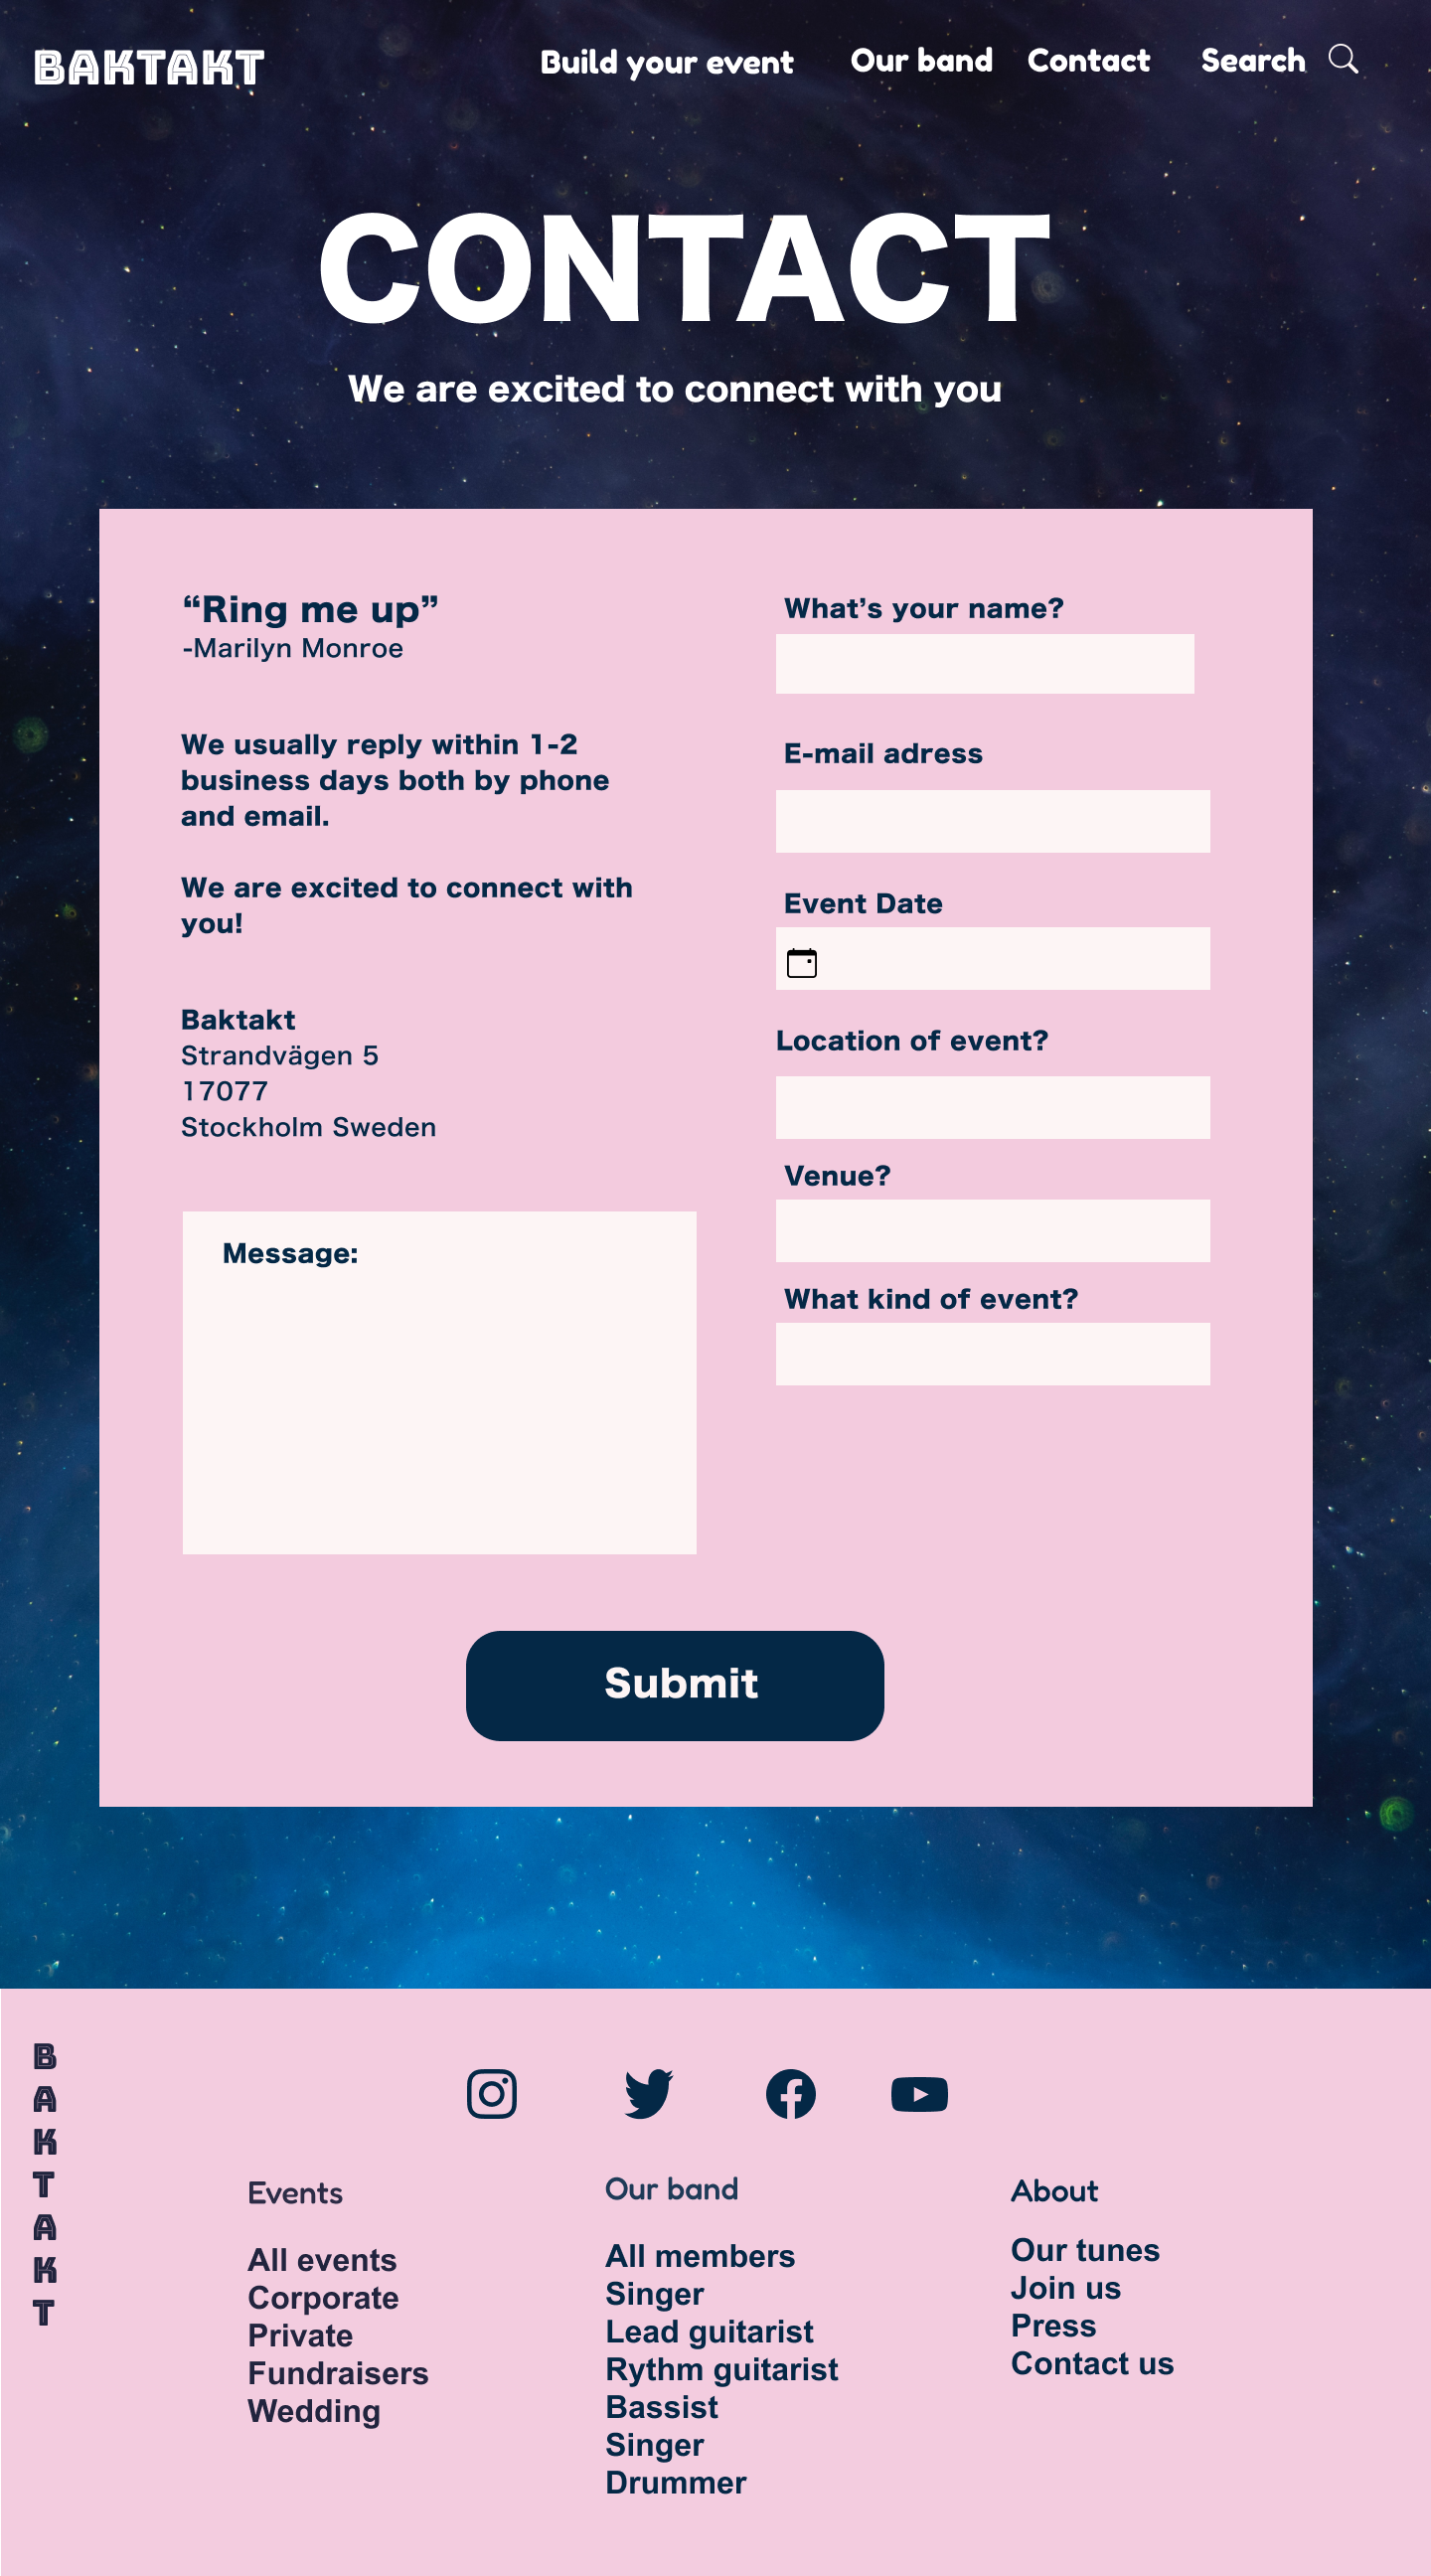 BAKTAKT
Build your event
Our band
Contact
Search
CONTACT
We are excited to connect with you
“Ring me up”
-Marilyn Monroe
We usually reply within 1-2
business days both by phone
and email.
We are excited to connect with
you!
Baktakt
Strandvägen 5
17077
Stockholm Sweden
Message:
What’s your name?
E-mail adress
Event Date
Location of event?
Venue?
What kind of event?
Submit
B
A
K
T
A
K
T
Events
All events
Corporate
Private
Fundraisers
Wedding
Our band
All members
Singer
Lead guitarist
Rythm guitarist
Bassist
Singer
Drummer
About
Our tunes
Join us
Press
Contact us